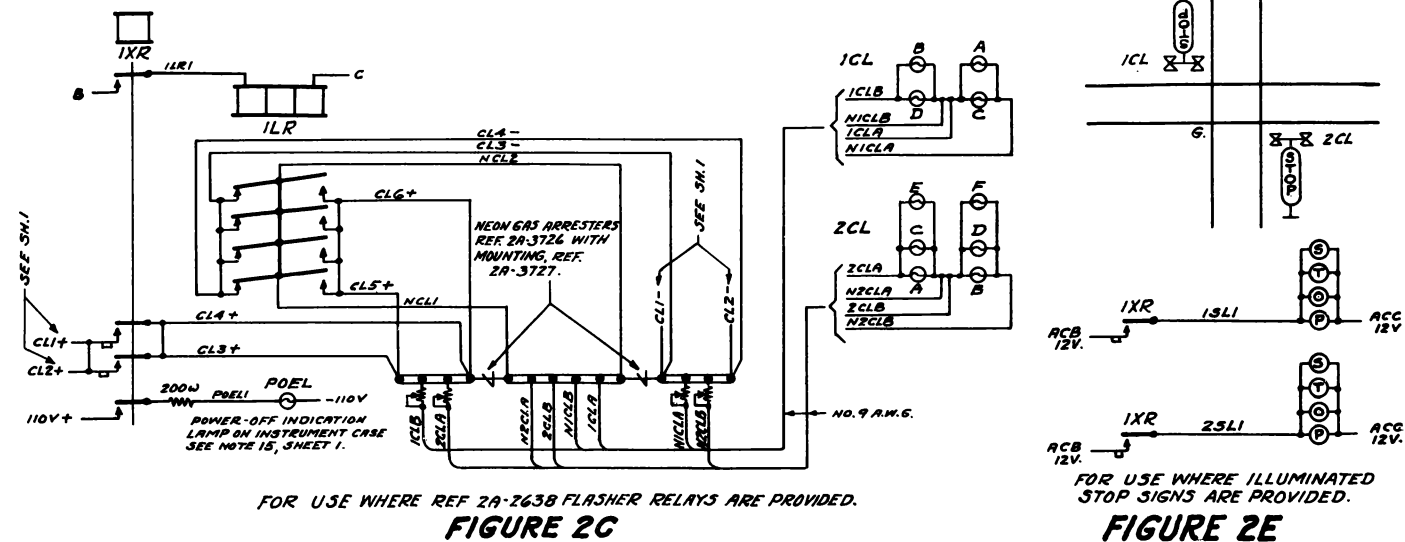 1XR
1LR1
C
B
1LR
CL4-
CL3-
NCL2
CL6+
SEE SH.1
NEON GAS ARRESTERS
REF. 2A-3726 WITH
MOUNTING, REF.
2A-3727.
SEE SH.1
CL5+
NCL1
CL4+
CL1+
CL3+
CL2+
CL1-
CL2-
200W
POEL1
POEL
-110V
110V+
POWER-OFF INDICATION
LAMP ON INSTRUMENT CASE
SEE NOTE 15, SHEET 1.
1CLB
2CLA
N2CLA
2CLB
N1CLB
1CLA
N1CLA
N2CLB
NO. 9 A.W.G.
1CL
B
A
1CLB
D
C
N1CLB
1CLA
N1CLA
2CL
E
F
C
D
2CLA
A
B
N2CLA
2CLB
N2CLB
FOR USE WHERE REF 2A-2638 FLASHER RELAYS ARE PROVIDED.
FIGURE 2C
STOP
1CL
G.
2CL
STOP
S
T
O
P
1XR
1SL1
ACB
12V.
ACC
12V
S
T
O
P
1XR
2SL1
ACB
12V.
ACC
12V.
FOR USE WHERE ILLUMINATED
STOP SIGNS ARE PROVIDED.
FIGURE 2E